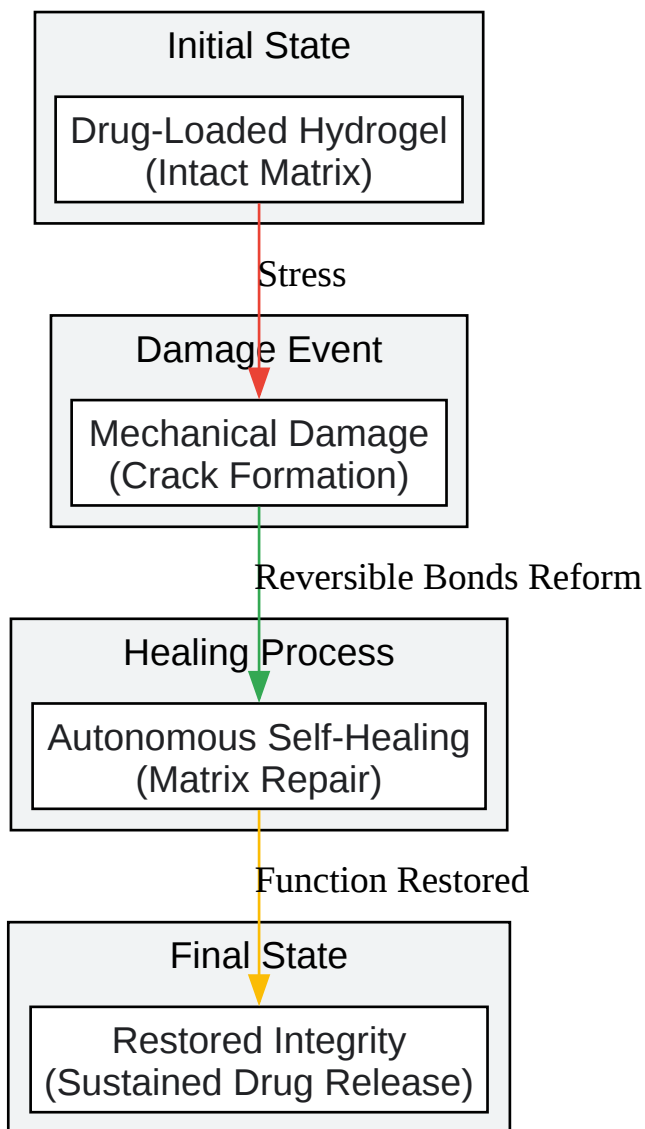 Initial State
Drug-Loaded Hydrogel
(Intact Matrix)
Stress
Damage Event
Mechanical Damage
(Crack Formation)
Reversible Bonds Reform
Healing Process
Autonomous Self-Healing
(Matrix Repair)
Function Restored
Final State
Restored Integrity
(Sustained Drug Release)